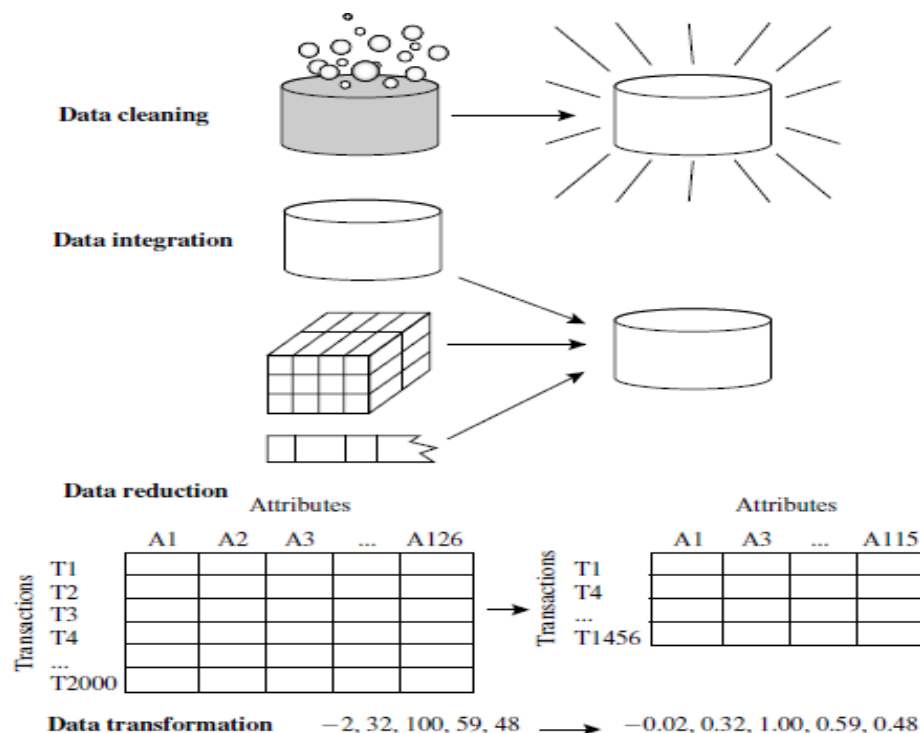 Data cleaning
Data integration
Data reduction
Attributes
A1 A2 A3 ... A126
Transactions
T1
T2
T3
T4
...
T2000
Attributes
A1 A3 ... A115
Transactions
T1
T4
...
T1456
Data transformation −2, 32, 100, 59, 48 −0.02, 0.32, 1.00, 0.59, 0.48